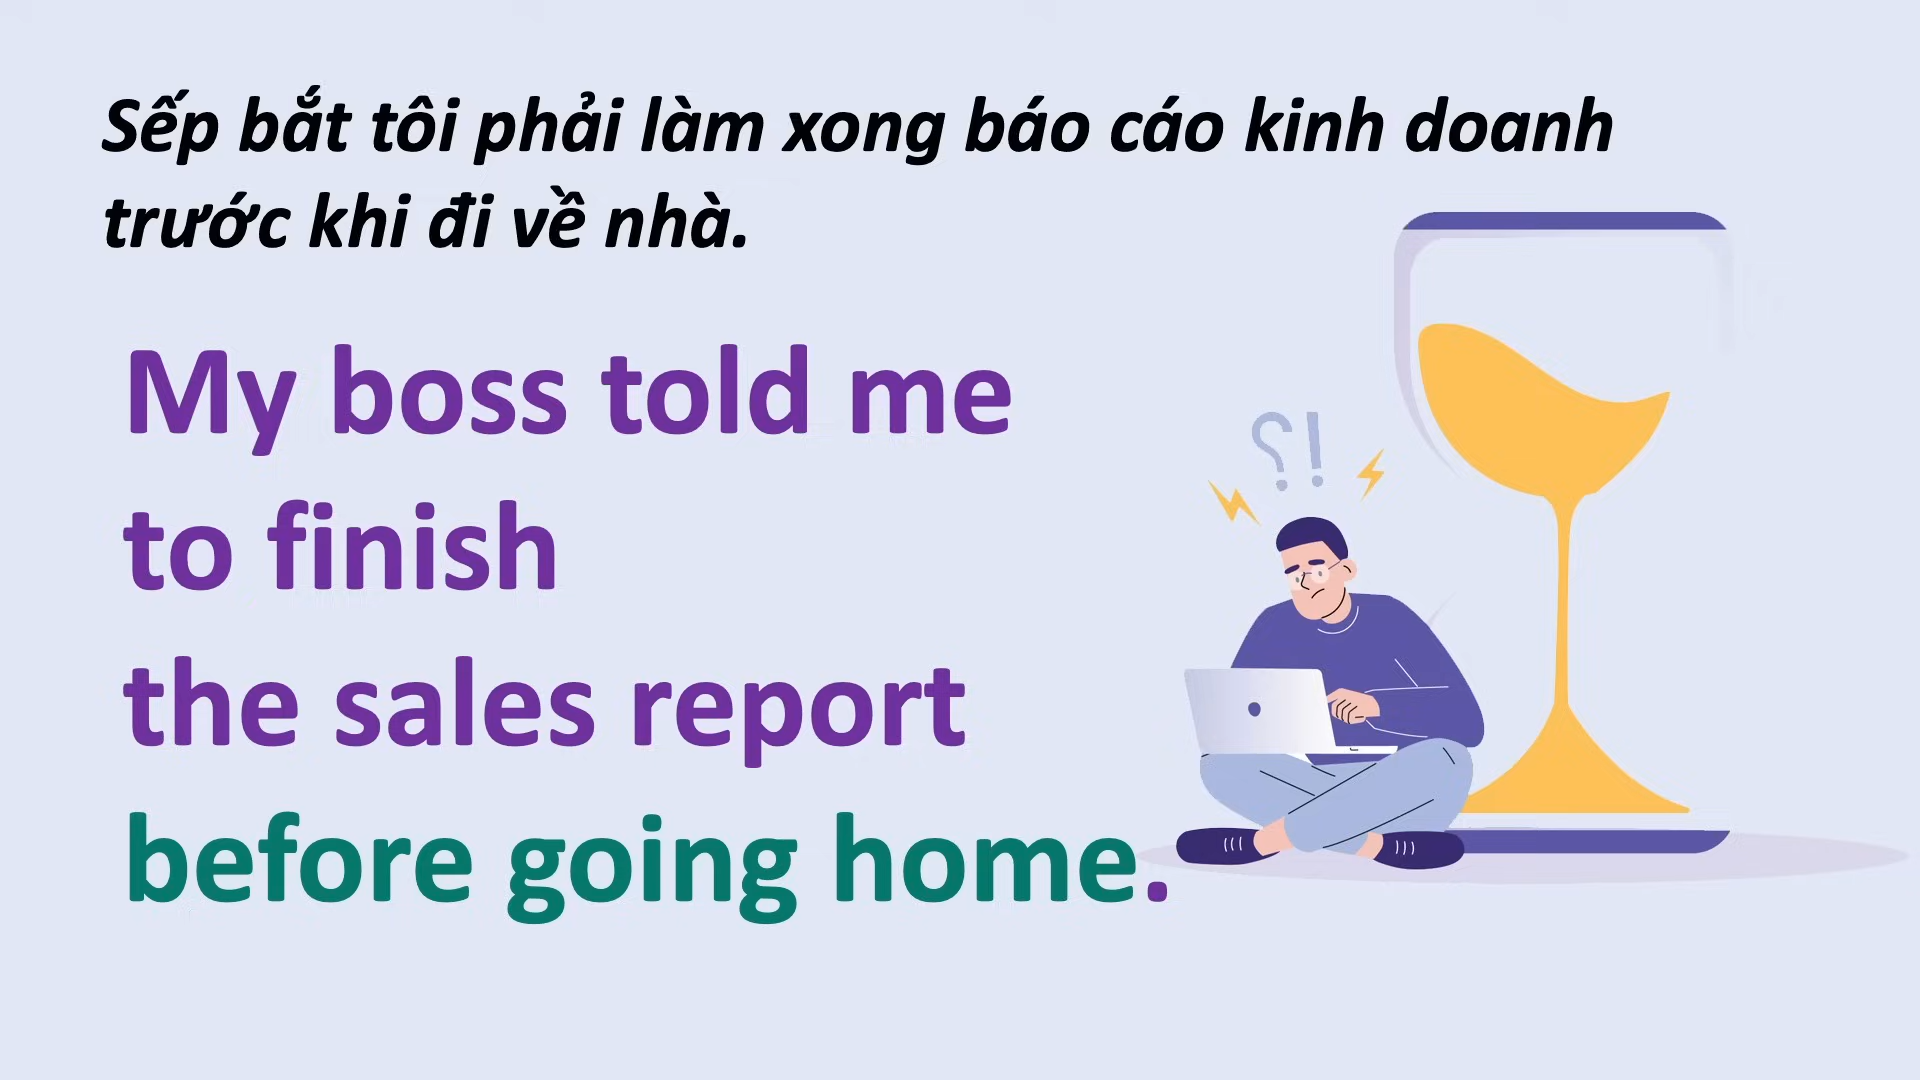 Sếp bắt tôi phải làm xong báo cáo kinh doanh
trước khi đi về nhà.
My boss told me
to finish
the sales report
before going home.
?!